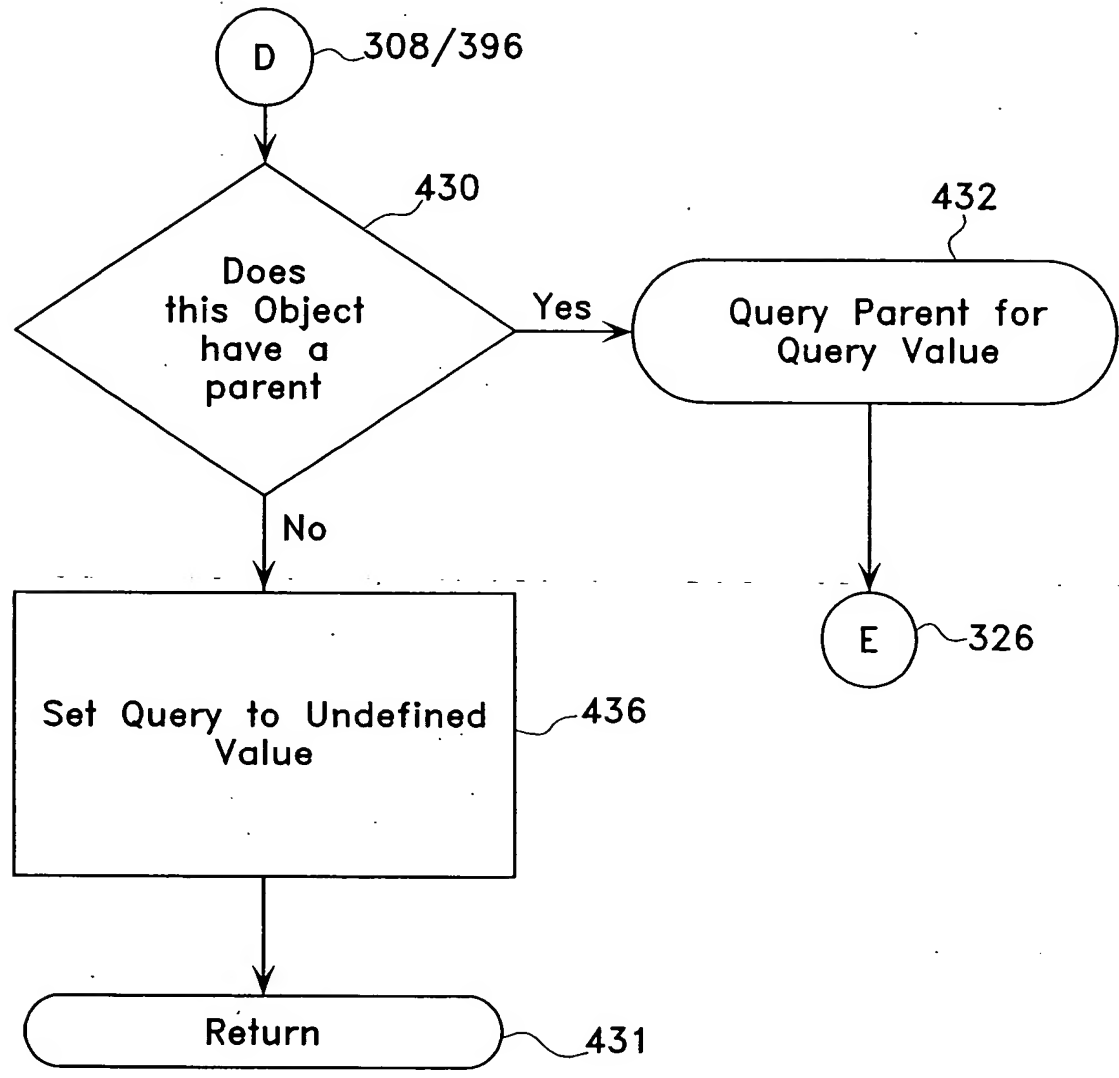 D
308/396
430
Does
this Object
have a
parent
Yes
432
Query Parent for
Query Value
No
E
326
Set Query to Undefined
Value
436
Return
431